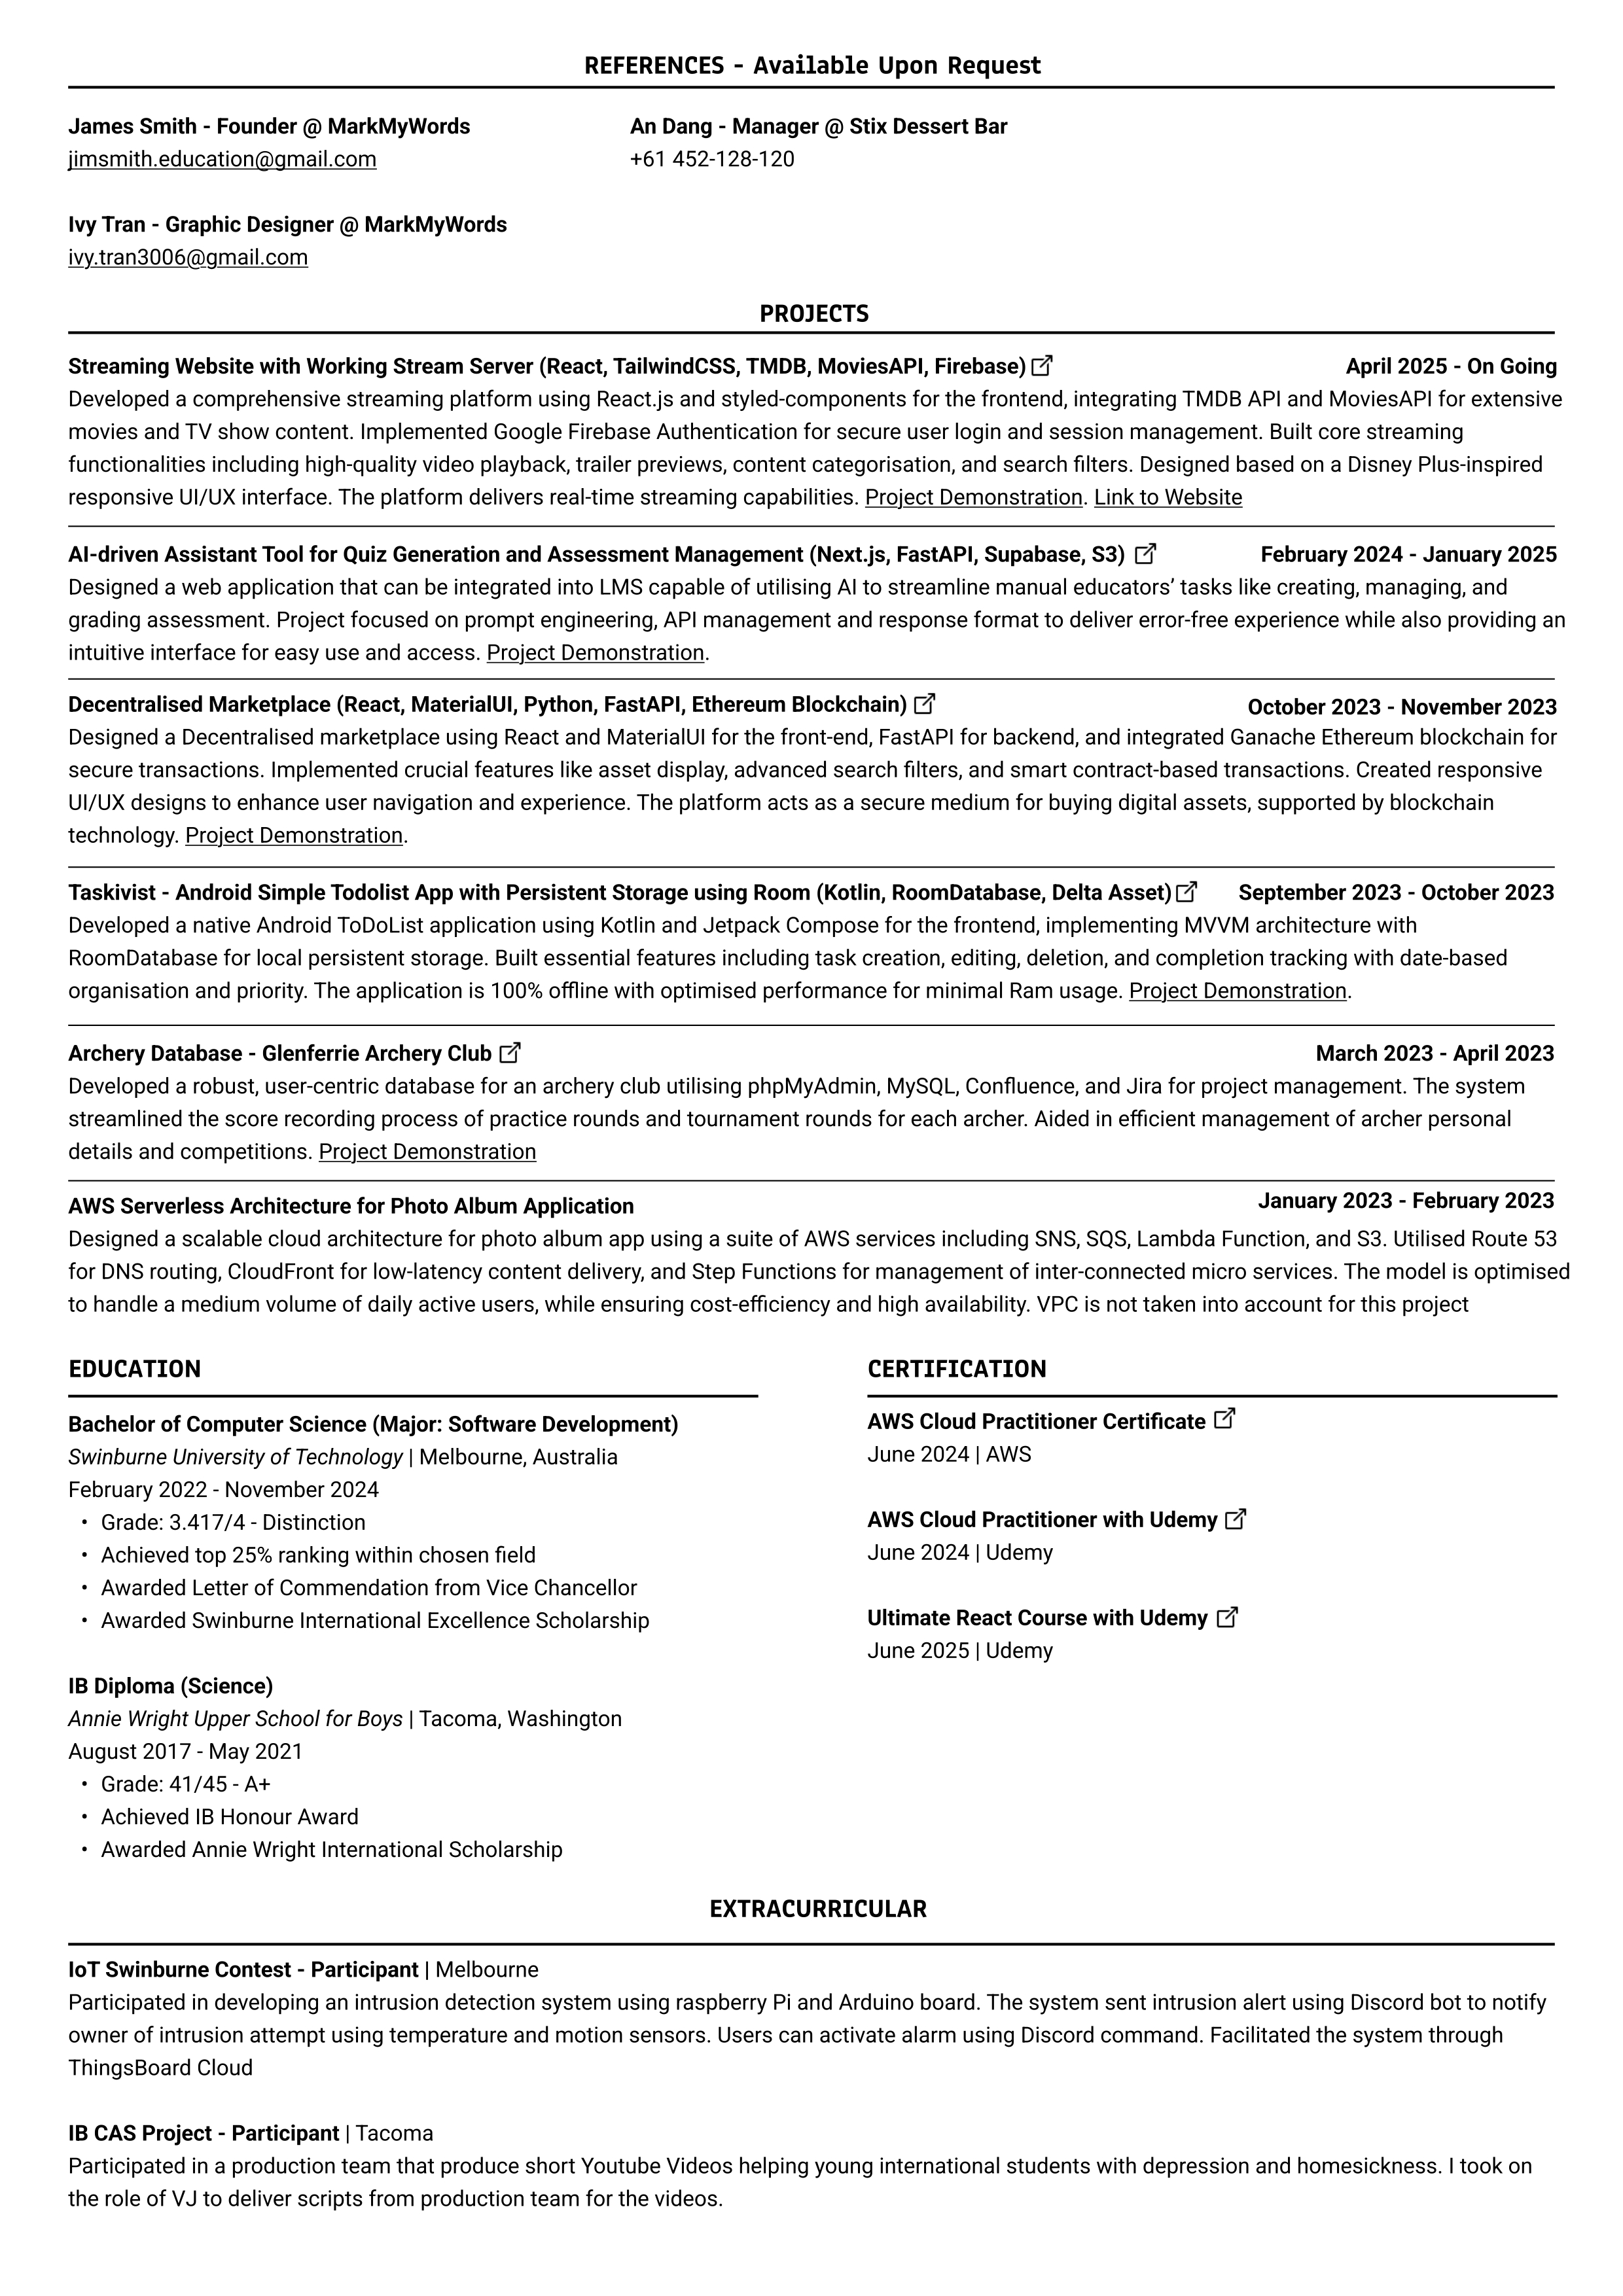 REFERENCES - Available Upon Request
James Smith - Founder @ MarkMyWords
jimsmith.education@gmail.com
An Dang - Manager @ Stix Dessert Bar
+61 452-128-120
Ivy Tran - Graphic Designer @ MarkMyWords
ivy.tran3006@gmail.com
PROJECTS
Streaming Website with Working Stream Server (React, TailwindCSS, TMDB, MoviesAPI, Firebase) April 2025 - On Going
Developed a comprehensive streaming platform using React.js and styled-components for the frontend, integrating TMDB API and MoviesAPI for extensive
movies and TV show content. Implemented Google Firebase Authentication for secure user login and session management. Built core streaming
functionalities including high-quality video playback, trailer previews, content categorisation, and search filters. Designed based on a Disney Plus-inspired
responsive UI/UX interface. The platform delivers real-time streaming capabilities. Project Demonstration. Link to Website
AI-driven Assistant Tool for Quiz Generation and Assessment Management (Next.js, FastAPI, Supabase, S3) February 2024 - January 2025
Designed a web application that can be integrated into LMS capable of utilising AI to streamline manual educators’ tasks like creating, managing, and
grading assessment. Project focused on prompt engineering, API management and response format to deliver error-free experience while also providing an
intuitive interface for easy use and access. Project Demonstration.
Decentralised Marketplace (React, MaterialUI, Python, FastAPI, Ethereum Blockchain) October 2023 - November 2023
Designed a Decentralised marketplace using React and MaterialUI for the front-end, FastAPI for backend, and integrated Ganache Ethereum blockchain for
secure transactions. Implemented crucial features like asset display, advanced search filters, and smart contract-based transactions. Created responsive
UI/UX designs to enhance user navigation and experience. The platform acts as a secure medium for buying digital assets, supported by blockchain
technology. Project Demonstration.
Taskivist - Android Simple Todolist App with Persistent Storage using Room (Kotlin, RoomDatabase, Delta Asset) September 2023 - October 2023
Developed a native Android ToDoList application using Kotlin and Jetpack Compose for the frontend, implementing MVVM architecture with
RoomDatabase for local persistent storage. Built essential features including task creation, editing, deletion, and completion tracking with date-based
organisation and priority. The application is 100% offline with optimised performance for minimal Ram usage. Project Demonstration.
Archery Database - Glenferrie Archery Club March 2023 - April 2023
Developed a robust, user-centric database for an archery club utilising phpMyAdmin, MySQL, Confluence, and Jira for project management. The system
streamlined the score recording process of practice rounds and tournament rounds for each archer. Aided in efficient management of archer personal
details and competitions. Project Demonstration
AWS Serverless Architecture for Photo Album Application January 2023 - February 2023
Designed a scalable cloud architecture for photo album app using a suite of AWS services including SNS, SQS, Lambda Function, and S3. Utilised Route 53
for DNS routing, CloudFront for low-latency content delivery, and Step Functions for management of inter-connected micro services. The model is optimised
to handle a medium volume of daily active users, while ensuring cost-efficiency and high availability. VPC is not taken into account for this project
EDUCATION
Bachelor of Computer Science (Major: Software Development)
Swinburne University of Technology | Melbourne, Australia
February 2022 - November 2024
• Grade: 3.417/4 - Distinction
• Achieved top 25% ranking within chosen field
• Awarded Letter of Commendation from Vice Chancellor
• Awarded Swinburne International Excellence Scholarship
IB Diploma (Science)
Annie Wright Upper School for Boys | Tacoma, Washington
August 2017 - May 2021
• Grade: 41/45 - A+
• Achieved IB Honour Award
• Awarded Annie Wright International Scholarship
CERTIFICATION
AWS Cloud Practitioner Certificate
June 2024 | AWS
AWS Cloud Practitioner with Udemy
June 2024 | Udemy
Ultimate React Course with Udemy
June 2025 | Udemy
EXTRACURRICULAR
IoT Swinburne Contest - Participant | Melbourne
Participated in developing an intrusion detection system using raspberry Pi and Arduino board. The system sent intrusion alert using Discord bot to notify
owner of intrusion attempt using temperature and motion sensors. Users can activate alarm using Discord command. Facilitated the system through
ThingsBoard Cloud
IB CAS Project - Participant | Tacoma
Participated in a production team that produce short Youtube Videos helping young international students with depression and homesickness. I took on
the role of VJ to deliver scripts from production team for the videos.